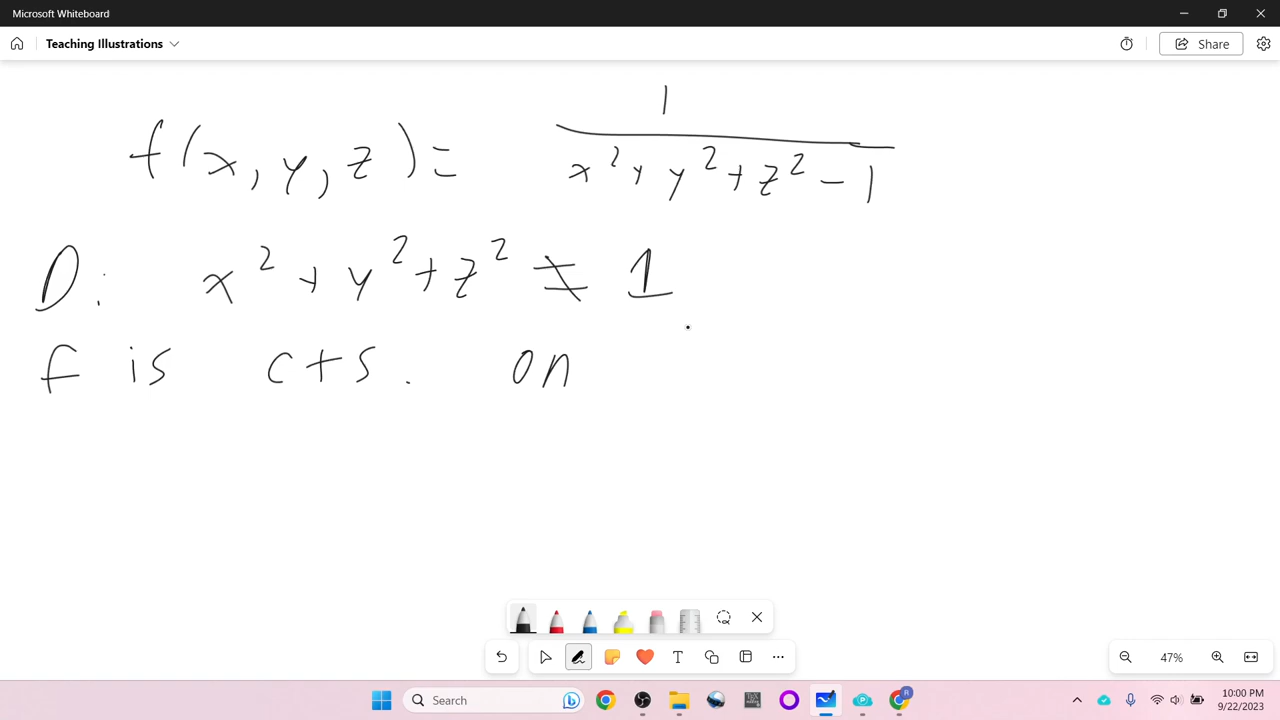 Microsoft Whiteboard
Teaching Illustrations
Share
f(x, y, z) = 1 / (x² + y² + z² - 1)
D: x² + y² + z² ≠ 1
f is cts. on
T
47%
Search
10:00 PM
9/22/2023